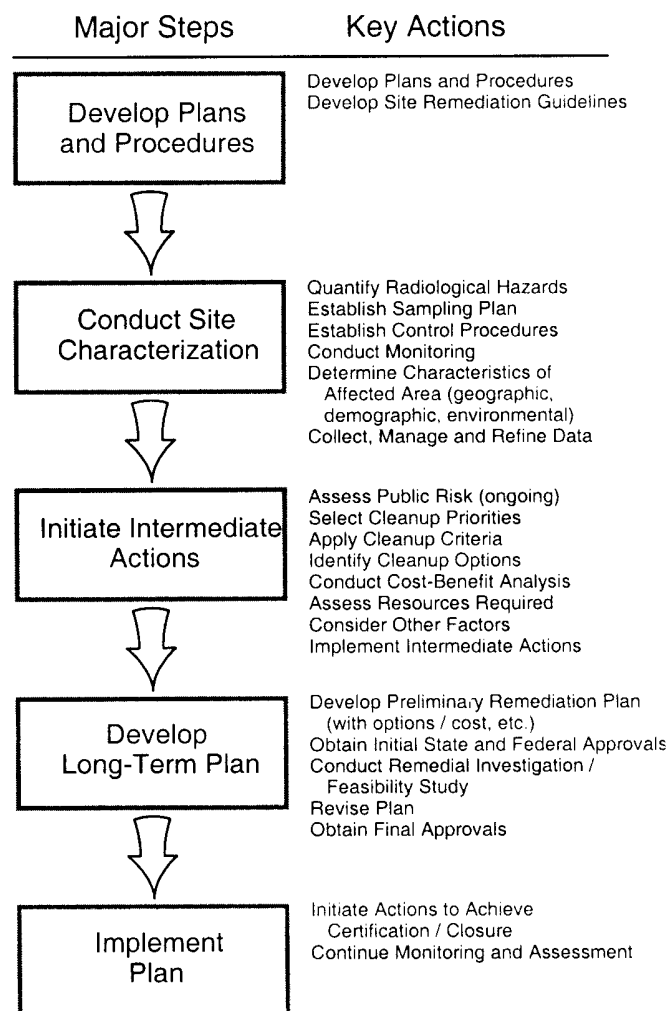 Major Steps
Key Actions
Develop Plans
and Procedures
Develop Plans and Procedures
Develop Site Remediation Guidelines
Conduct Site
Characterization
Quantify Radiological Hazards
Establish Sampling Plan
Establish Control Procedures
Conduct Monitoring
Determine Characteristics of
Affected Area (geographic,
demographic, environmental)
Collect, Manage and Refine Data
Initiate Intermediate
Actions
Assess Public Risk (ongoing)
Select Cleanup Priorities
Apply Cleanup Criteria
Identify Cleanup Options
Conduct Cost-Benefit Analysis
Assess Resources Required
Consider Other Factors
Implement Intermediate Actions
Develop
Long-Term Plan
Develop Preliminary Remediation Plan
(with options / cost, etc.)
Obtain Initial State and Federal Approvals
Conduct Remedial Investigation /
Feasibility Study
Revise Plan
Obtain Final Approvals
Implement
Plan
Initiate Actions to Achieve
Certification / Closure
Continue Monitoring and Assessment